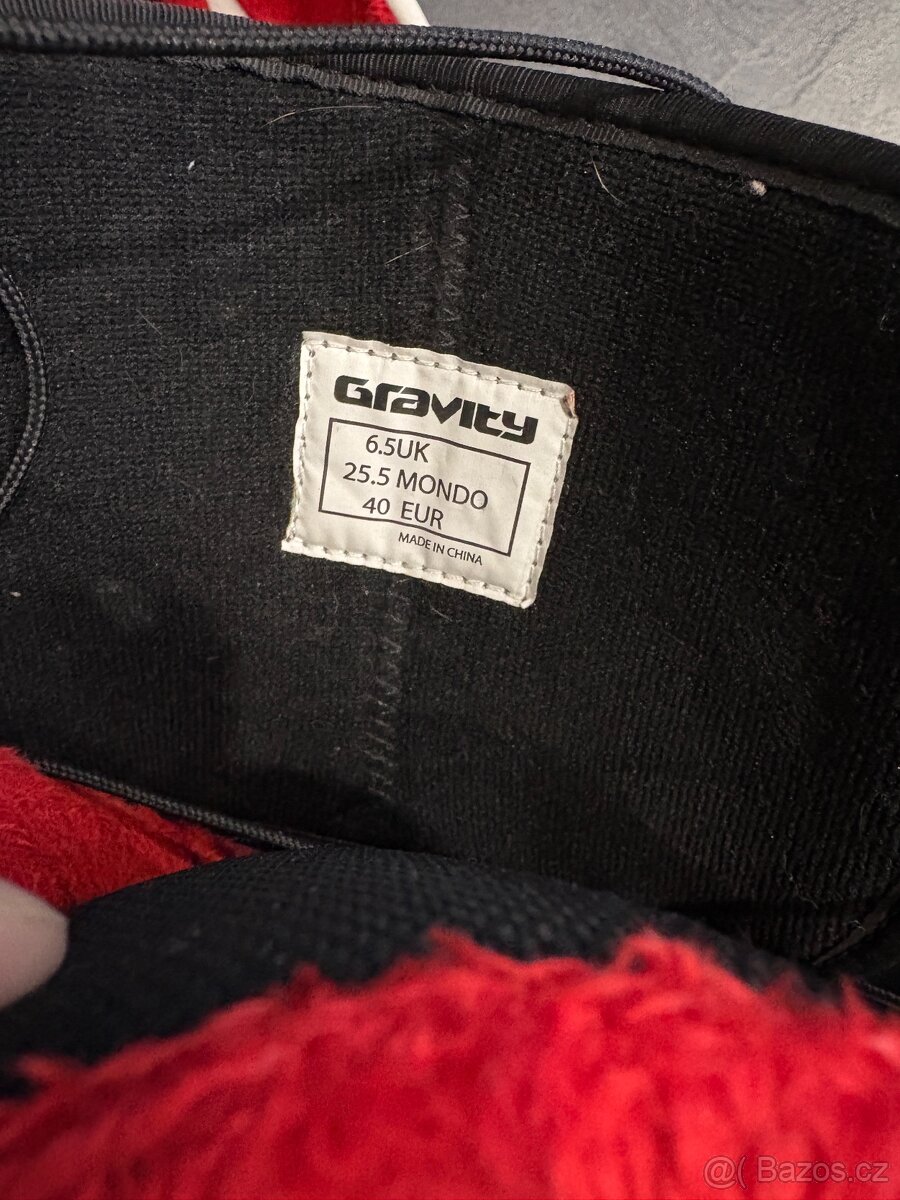 Gravity
6.5UK
25.5 MONDO
40 EUR
MADE IN CHINA
@( Bazos.cz